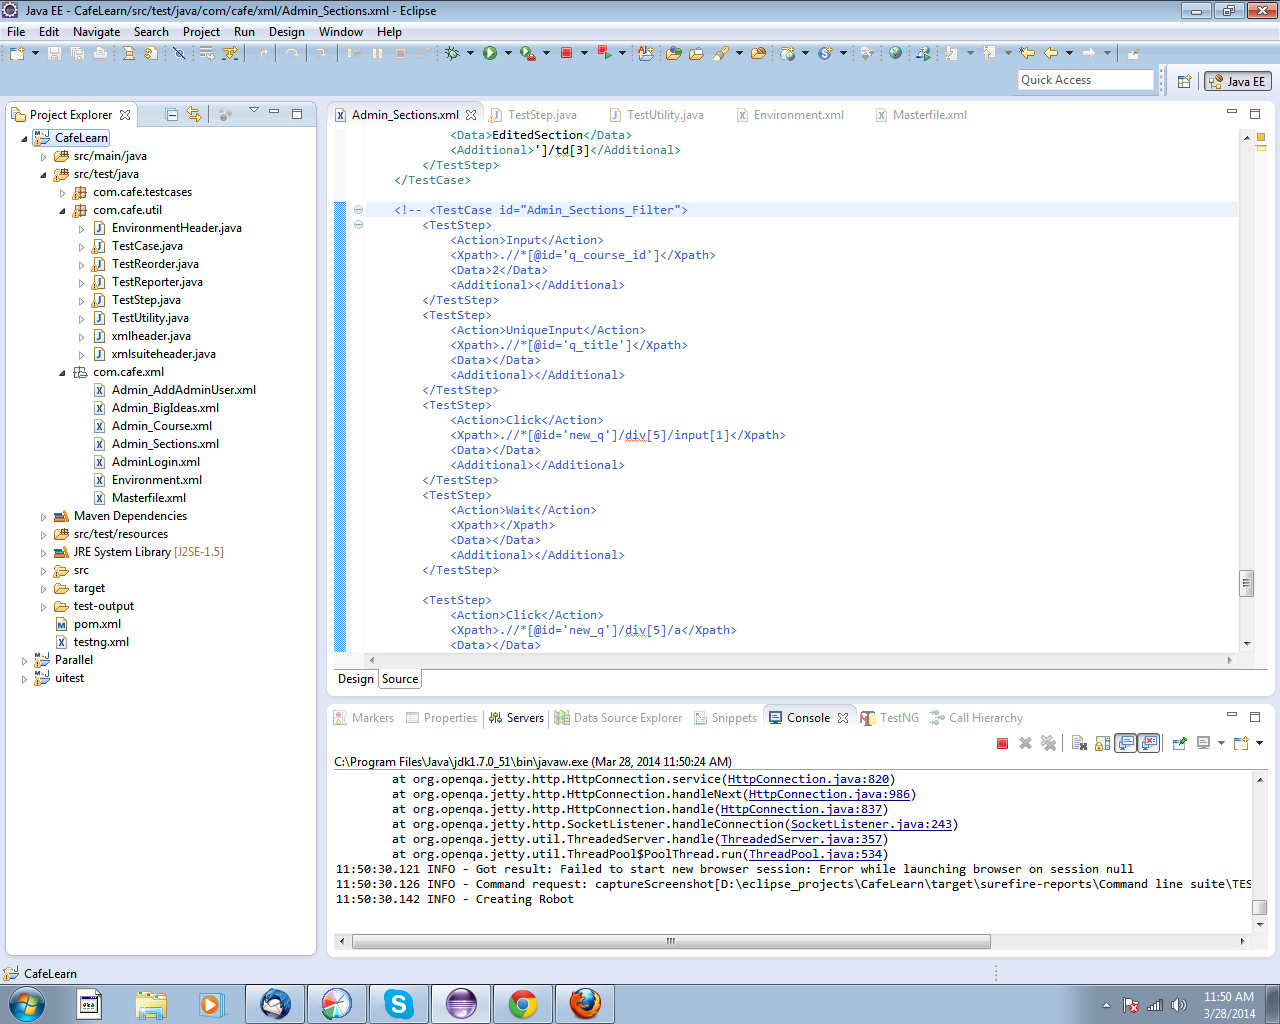 Java EE - CafeLearn/src/test/java/com/cafe/xml/Admin_Sections.xml - Eclipse
File Edit Navigate Search Project Run Design Window Help
Quick Access
Java EE
Project Explorer
CafeLearn
src/main/java
src/test/java
com.cafe.testcases
com.cafe.util
EnvironmentHeader.java
TestCase.java
TestReorder.java
TestReporter.java
TestStep.java
TestUtility.java
xmlheader.java
xmlsuiteheader.java
com.cafe.xml
Admin_AddAdminUser.xml
Admin_BigIdeas.xml
Admin_Course.xml
Admin_Sections.xml
AdminLogin.xml
Environment.xml
Masterfile.xml
Maven Dependencies
src/test/resources
JRE System Library [J2SE-1.5]
src
target
test-output
pom.xml
testng.xml
Parallel
uitest
Admin_Sections.xml TestStep.java TestUtility.java Environment.xml Masterfile.xml
<Data>EditedSection</Data>
<Additional>']/td[3]</Additional>
</TestStep>
</TestCase>
<!-- <TestCase id="Admin_Sections_Filter">
<TestStep>
<Action>Input</Action>
<Xpath>.//*[@id='q_course_id']</Xpath>
<Data>2</Data>
<Additional></Additional>
</TestStep>
<TestStep>
<Action>UniqueInput</Action>
<Xpath>.//*[@id='q_title']</Xpath>
<Data></Data>
<Additional></Additional>
</TestStep>
<TestStep>
<Action>Click</Action>
<Xpath>.//*[@id='new_q']/div[5]/input[1]</Xpath>
<Data></Data>
<Additional></Additional>
</TestStep>
<TestStep>
<Action>Wait</Action>
<Xpath></Xpath>
<Data></Data>
<Additional></Additional>
</TestStep>
<TestStep>
<Action>Click</Action>
<Xpath>.//*[@id='new_q']/div[5]/a</Xpath>
<Data></Data>
Design Source
Markers Properties Servers Data Source Explorer Snippets Console TestNG Call Hierarchy
C:\Program Files\Java\jdk1.7.0_51\bin\javaw.exe (Mar 28, 2014 11:50:24 AM)
at org.openqa.jetty.http.HttpConnection.service(HttpConnection.java:820)
at org.openqa.jetty.http.HttpConnection.handleNext(HttpConnection.java:986)
at org.openqa.jetty.http.HttpConnection.handle(HttpConnection.java:837)
at org.openqa.jetty.http.SocketListener.handleConnection(SocketListener.java:243)
at org.openqa.jetty.util.ThreadedServer.handle(ThreadedServer.java:357)
at org.openqa.jetty.util.ThreadPool$PoolThread.run(ThreadPool.java:534)
11:50:30.121 INFO - Got result: Failed to start new browser session: Error while launching browser on session null
11:50:30.126 INFO - Command request: captureScreenshot[D:\eclipse_projects\CafeLearn\target\surefire-reports\Command line suite\TES
11:50:30.142 INFO - Creating Robot
CafeLearn
11:50 AM
3/28/2014